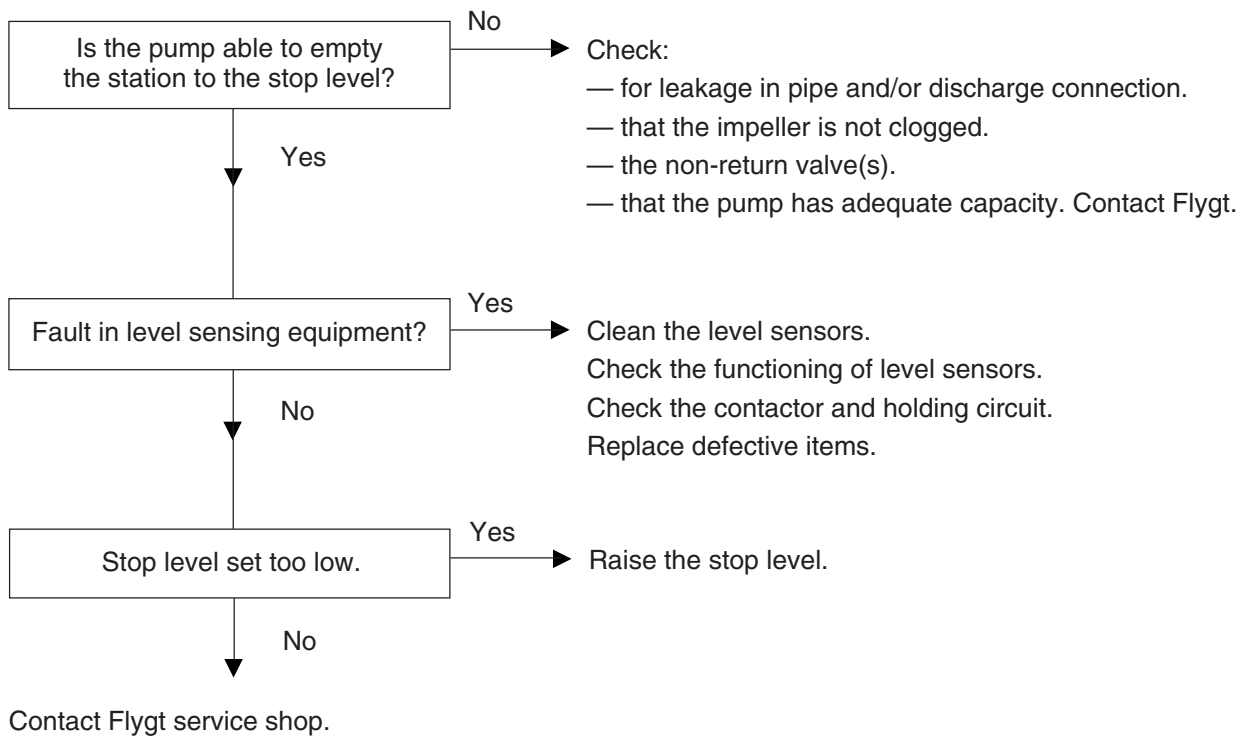 No
Is the pump able to empty
the station to the stop level?
Check:
— for leakage in pipe and/or discharge connection.
— that the impeller is not clogged.
— the non-return valve(s).
— that the pump has adequate capacity. Contact Flygt.
Yes
Yes
Fault in level sensing equipment?
Clean the level sensors.
Check the functioning of level sensors.
Check the contactor and holding circuit.
Replace defective items.
No
Yes
Stop level set too low.
Raise the stop level.
No
Contact Flygt service shop.